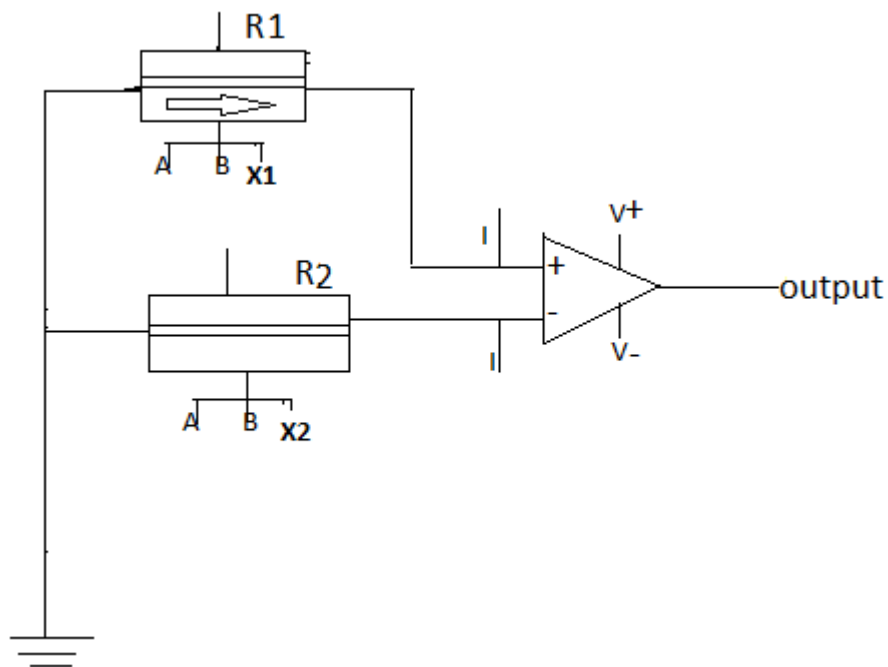 R1
A B X1
I
V+
+
R2
output
-
I
V-
A B X2